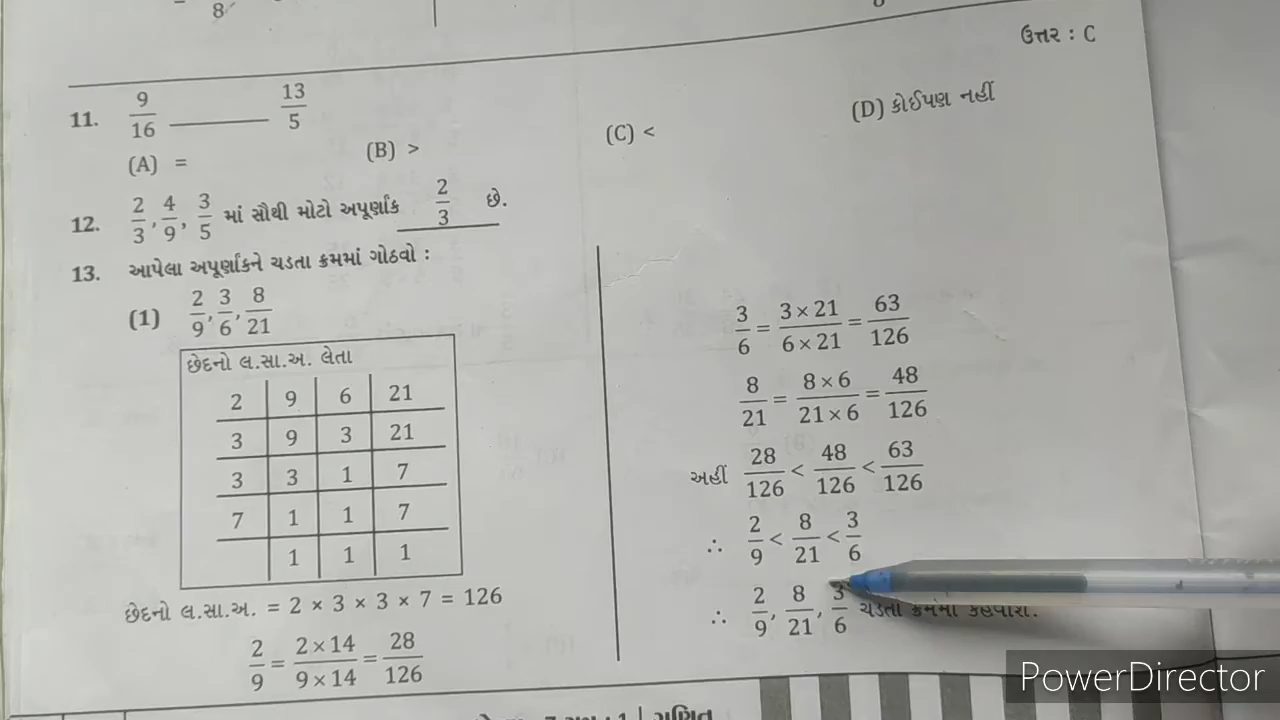 8
ઉત્તર : C
11. 9/16 ______ 13/5
(A) = (B) > (C) < (D) કોઈપણ નહીં
12. 2/3, 4/9, 3/5 માં સૌથી મોટો અપૂર્ણાંક 2/3 છે.
13. આપેલા અપૂર્ણાંકને ચડતા ક્રમમાં ગોઠવો :
(1) 2/9, 3/6, 8/21
છેદનો લ.સા.અ. લેતા
2 9 6 21
3 9 3 21
3 3 1 7
7 1 1 7
1 1 1
છેદનો લ.સા.અ. = 2 × 3 × 3 × 7 = 126
2/9 = 2 × 14/9 × 14 = 28/126
3/6 = 3 × 21/6 × 21 = 63/126
8/21 = 8 × 6/21 × 6 = 48/126
અહીં 28/126 < 48/126 < 63/126
∴ 2/9 < 8/21 < 3/6
∴ 2/9, 8/21, 3/6 ચડતા ક્રમમાં કહેવાશે.
ગણિત
PowerDirector